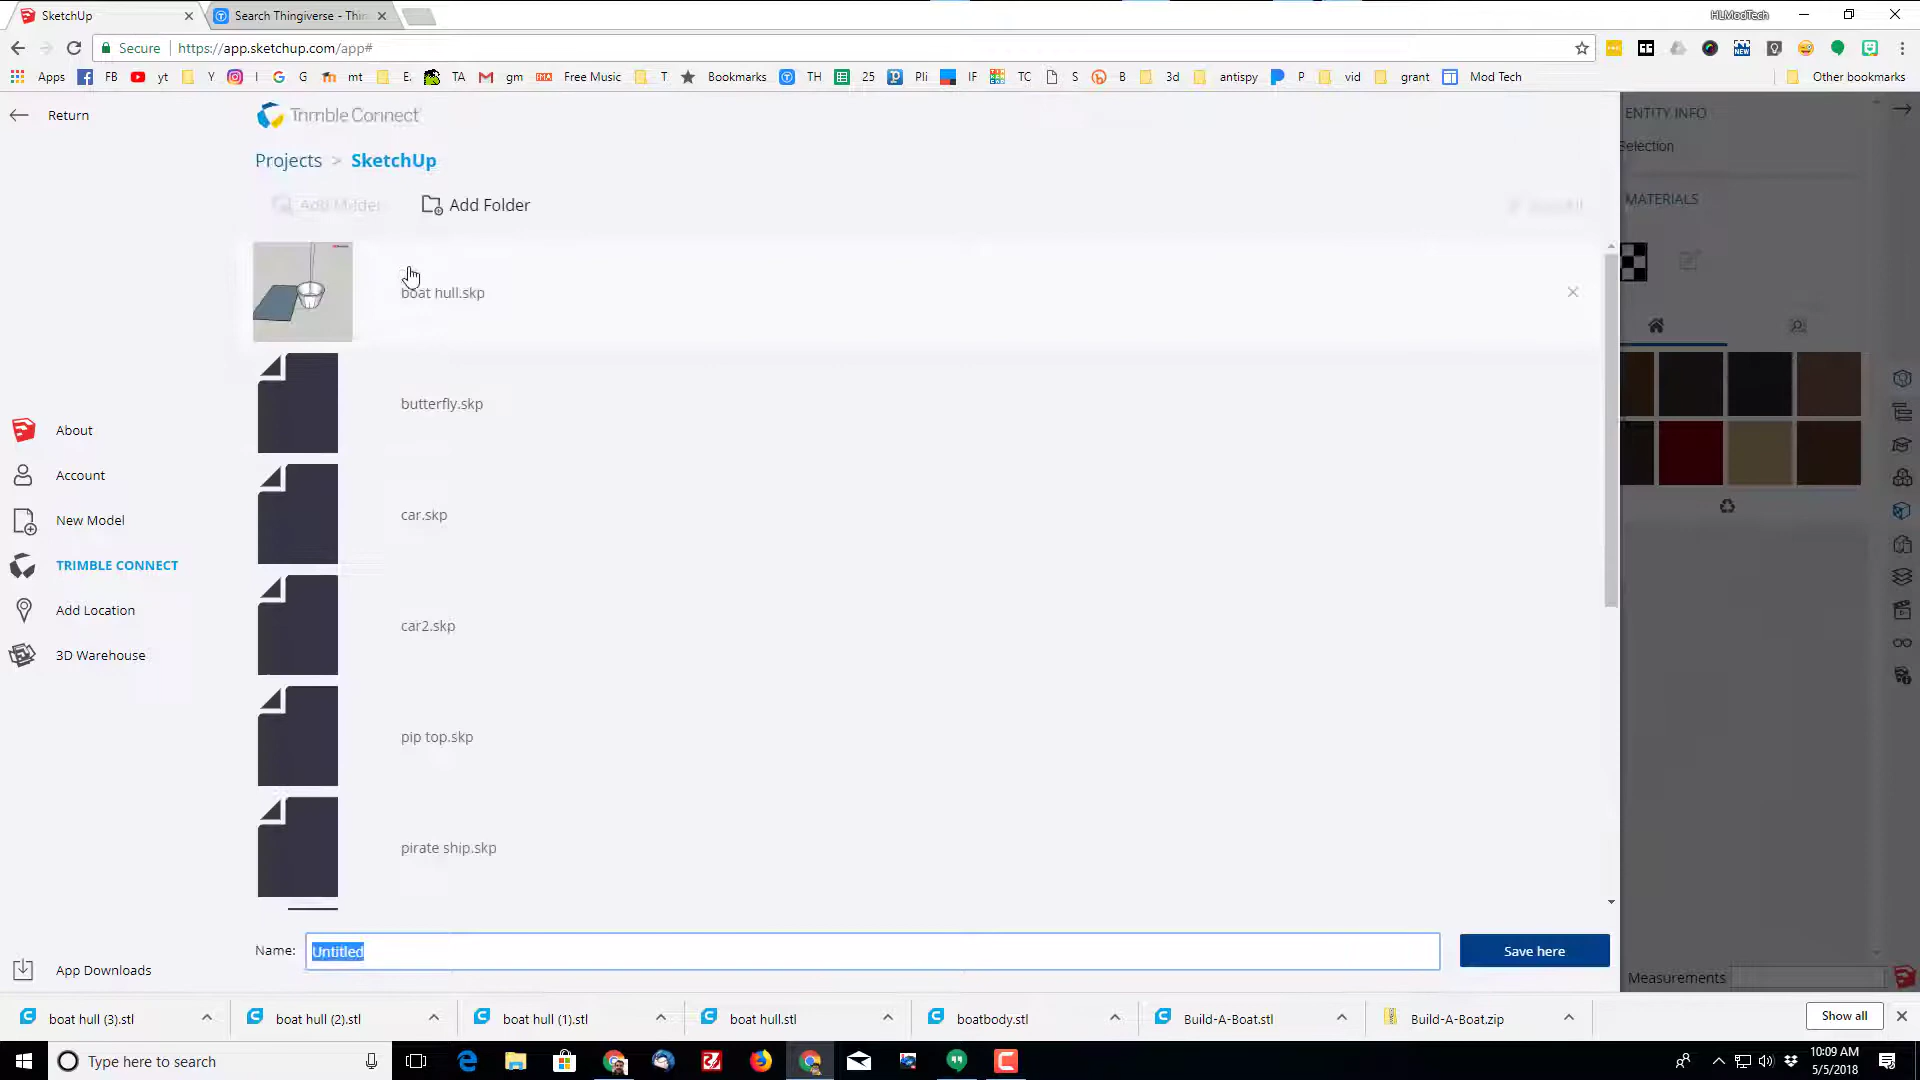 SketchUp
Search Thingiverse - Thin
HLModTech
Secure
https://app.sketchup.com/app#
Apps
FB
yt
Y
I
G
mt
E.
TA
gm
Free Music
T
Bookmarks
TH
25
Pli
IF
TC
S
B
3d
antispy
P
vid
grant
Mod Tech
Other bookmarks
Return
Trimble Connect
Projects > SketchUp
Add Folder
ENTITY INFO
Selection
MATERIALS
boat hull.skp
butterfly.skp
car.skp
car2.skp
pip top.skp
pirate ship.skp
About
Account
New Model
TRIMBLE CONNECT
Add Location
3D Warehouse
App Downloads
Name: Untitled
Save here
Measurements
boat hull (3).stl
boat hull (2).stl
boat hull (1).stl
boat hull.stl
boatbody.stl
Build-A-Boat.stl
Build-A-Boat.zip
Show all
Type here to search
10:09 AM
5/5/2018